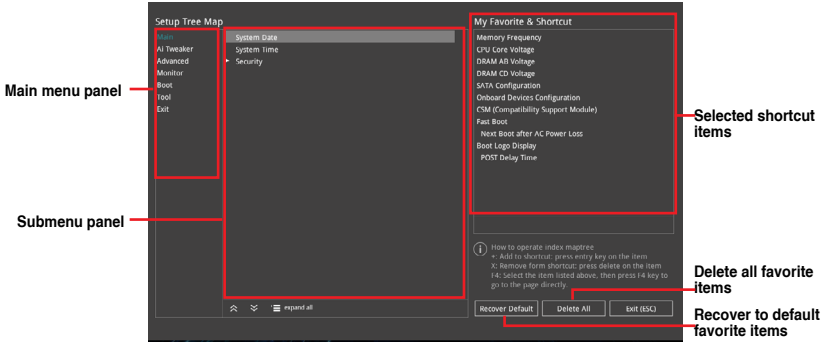 Setup Tree Map
My Favorite & Shortcut
Main
Ai Tweaker
Advanced
Monitor
Boot
Tool
Exit
System Date
System Time
Security
Memory Frequency
CPU Core Voltage
DRAM AB Voltage
DRAM CD Voltage
SATA Configuration
Onboard Devices Configuration
CSM (Compatibility Support Module)
Fast Boot
Next Boot after AC Power Loss
Boot Logo Display
POST Delay Time
Main menu panel
Submenu panel
Selected shortcut
items
How to operate index maptree
+: Add to shortcut: press entry key on the item
X: Remove form shortcut: press delete on the item
F4: Select the item listed above, then press F4 key to
go to the page directly.
expand all
Recover Default
Delete All
Exit (ESC)
Delete all favorite
items
Recover to default
favorite items